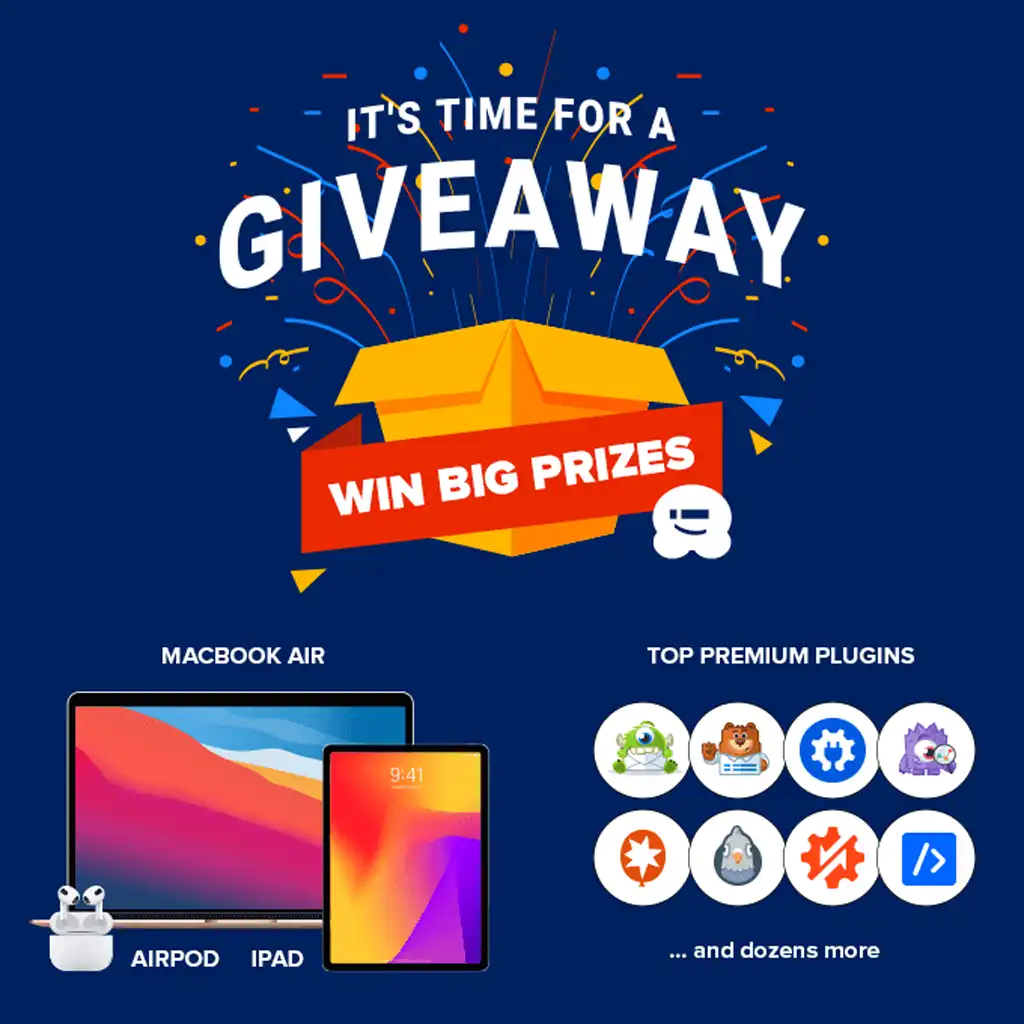 IT'S TIME FOR A
GIVEAWAY
WIN BIG PRIZES
MACBOOK AIR
9:41
AIRPOD
IPAD
TOP PREMIUM PLUGINS
</>
... and dozens more